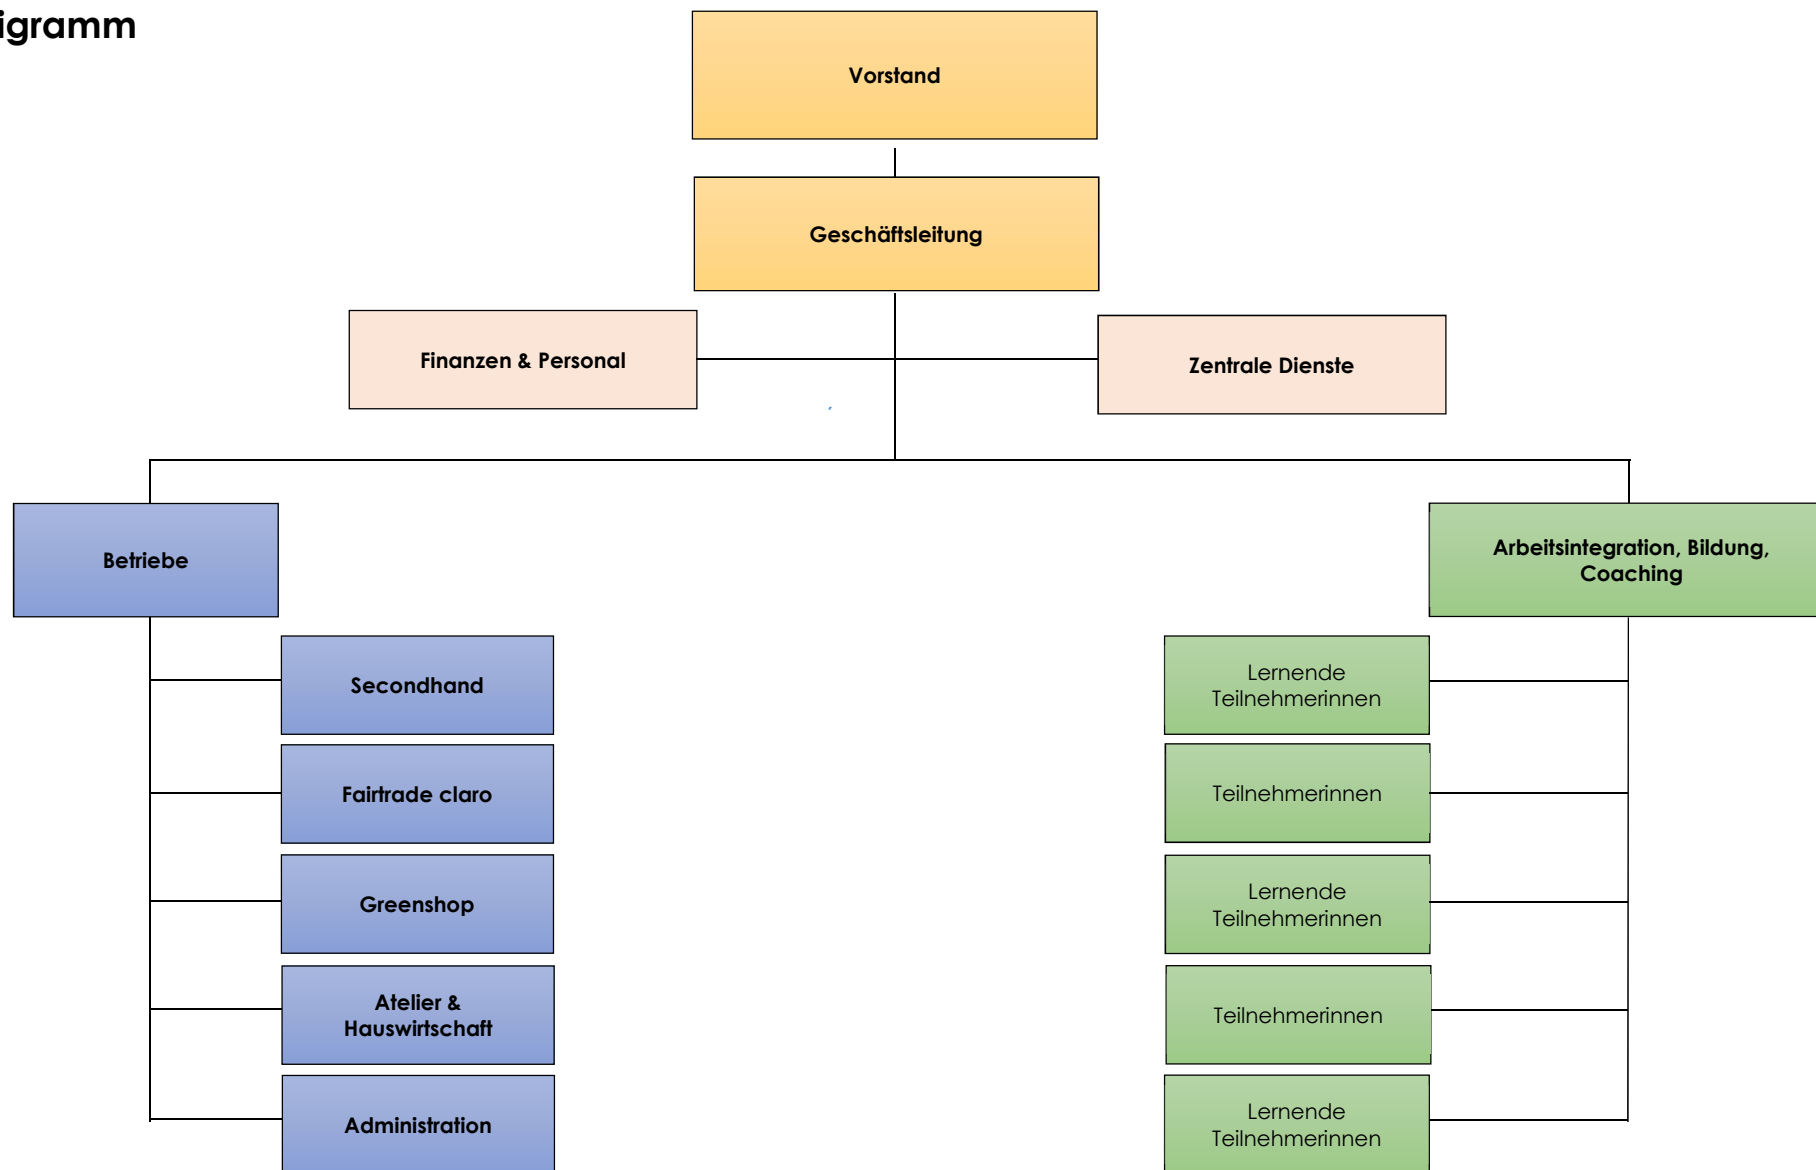 igramm
Vorstand
Geschäftsleitung
Finanzen & Personal
Zentrale Dienste
Betriebe
Arbeitsintegration, Bildung,
Coaching
Secondhand
Lernende
Teilnehmerinnen
Fairtrade claro
Teilnehmerinnen
Greenshop
Lernende
Teilnehmerinnen
Atelier &
Hauswirtschaft
Teilnehmerinnen
Administration
Lernende
Teilnehmerinnen